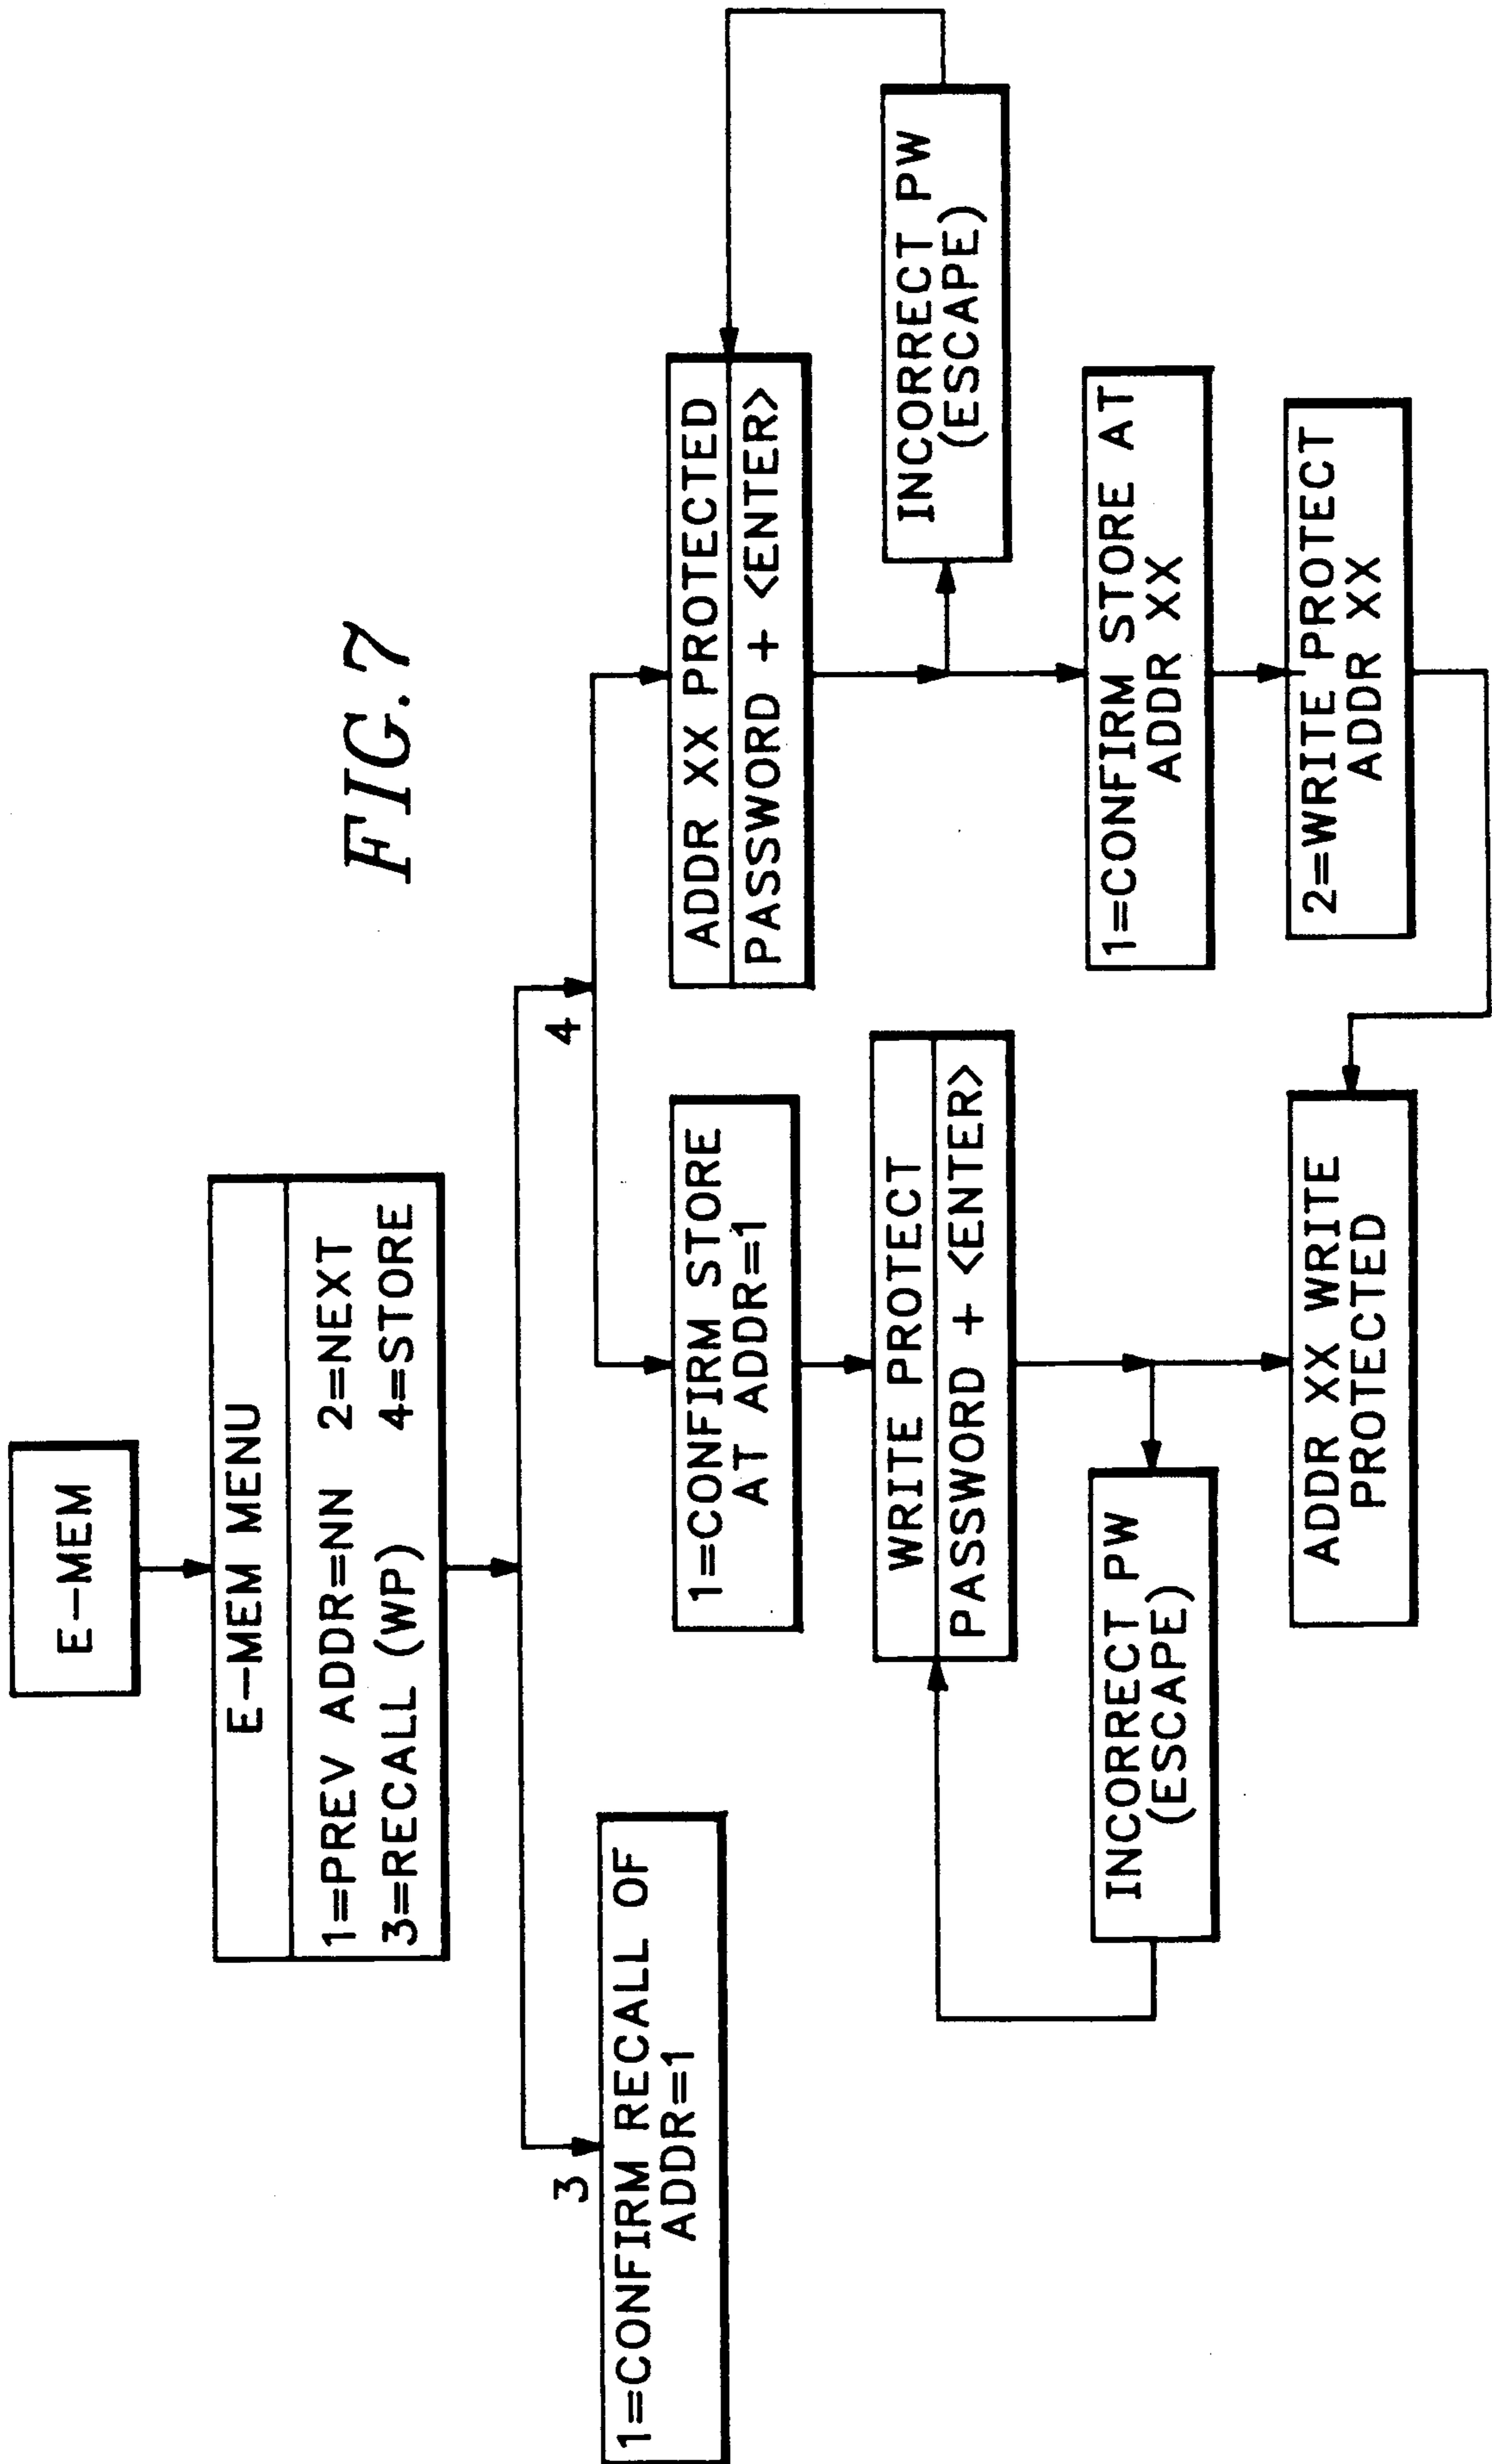 FIG. 7
E-MEM
E-MEM MENU
1=PREV ADDR=NN 2=NEXT
3=RECALL (WP) 4=STORE
3
1=CONFIRM RECALL OF
ADDR=1
4
1=CONFIRM STORE
AT ADDR=1
WRITE PROTECT
PASSWORD + <ENTER>
INCORRECT PW
(ESCAPE)
ADDR XX WRITE
PROTECTED
ADDR XX PROTECTED
PASSWORD + <ENTER>
INCORRECT PW
(ESCAPE)
1=CONFIRM STORE AT
ADDR XX
2=WRITE PROTECT
ADDR XX